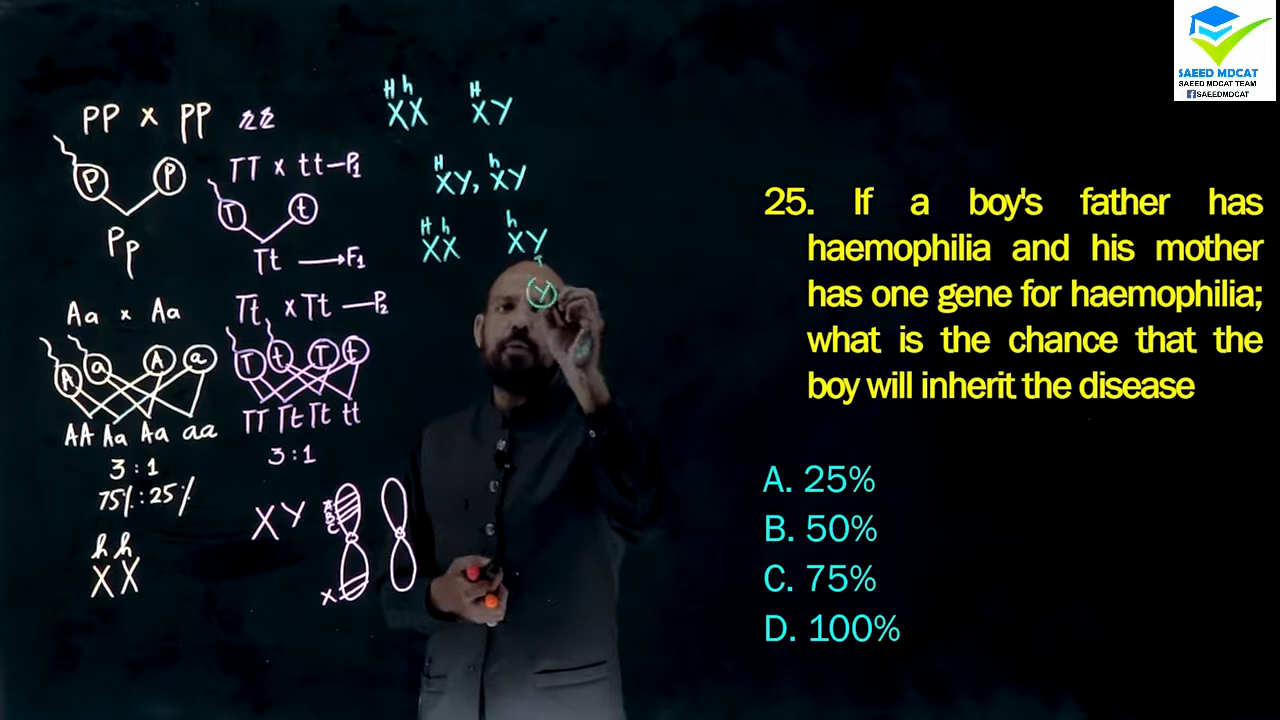 SAEED MDCAT
SAEED MDCAT TEAM
SAEEDMDCAT
PP x pp
P P
Pp
TT x tt—P₁
T t
Tt →F₁
Aa x Aa
A a A a
AA Aa Aa aa
3 : 1
75% : 25%
h h
X X
Tt x Tt —P₂
T t T t
TT Tt Tt tt
3 : 1
XY
A
B
C
X
H h H
XX XY
H h
XY, XY
H h h
XX XY
Y
25. If a boy's father has
haemophilia and his mother
has one gene for haemophilia;
what is the chance that the
boy will inherit the disease
A. 25%
B. 50%
C. 75%
D. 100%